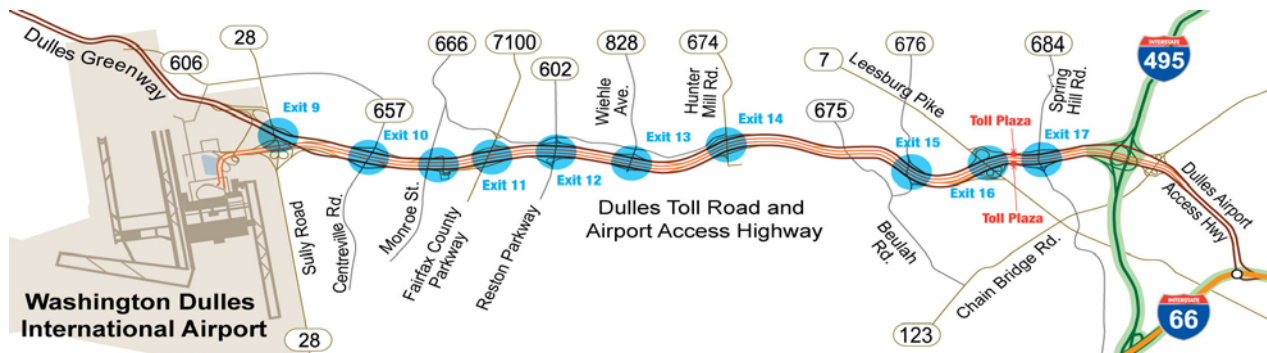 Dulles Greenway
606
28
666
7100
602
828
674
7
676
684
INTERSTATE
495
657
675
Leesburg Pike
Wiehle
Ave.
Hunter
Mill Rd.
Spring
Hill Rd.
Exit 9
Exit 10
Exit 11
Exit 12
Exit 13
Exit 14
Exit 15
Exit 16
Exit 17
Toll Plaza
Toll Plaza
Sully Road
Centreville Rd.
Monroe St.
Fairfax County
Parkway
Reston Parkway
Dulles Toll Road and
Airport Access Highway
Beulah
Rd.
Chain Bridge Rd.
Dulles Airport
Access Hwy
Washington Dulles
International Airport
28
123
INTERSTATE
66